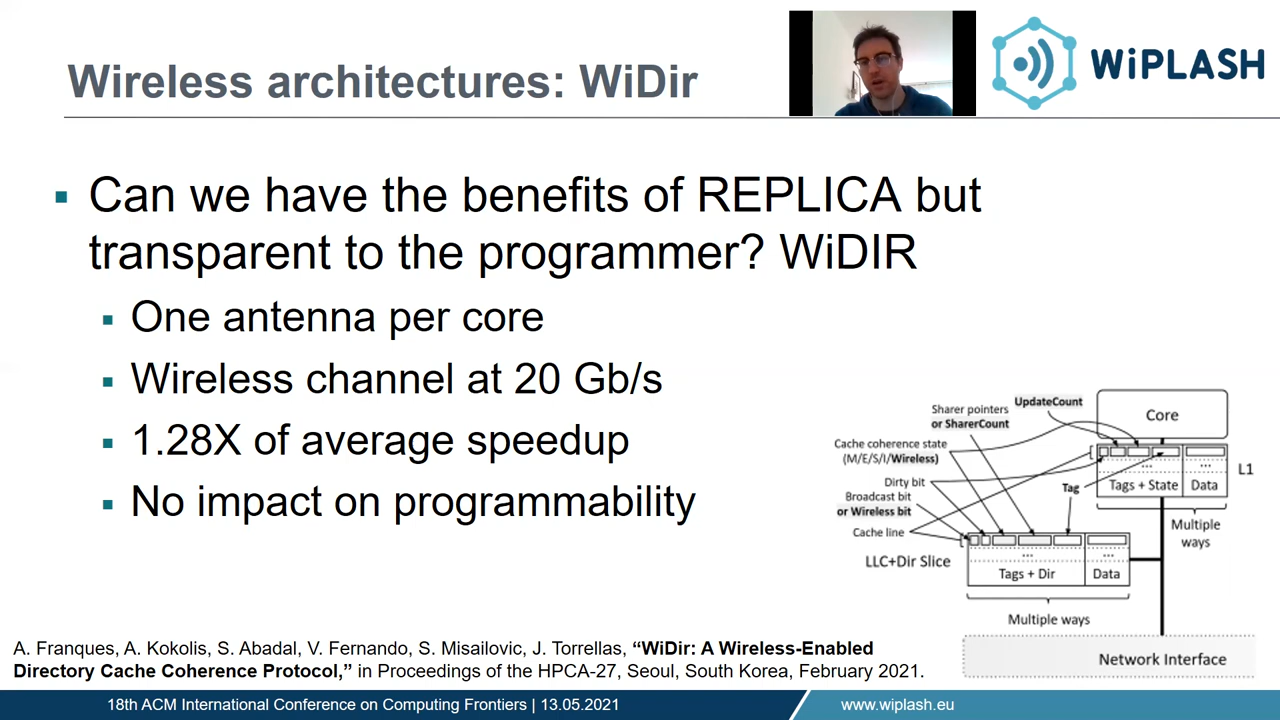 Wireless architectures: WiDir
WiPLASH
Can we have the benefits of REPLICA but
transparent to the programmer? WiDIR
One antenna per core
Wireless channel at 20 Gb/s
1.28X of average speedup
No impact on programmability
UpdateCount
Sharer pointers
or SharerCount
Cache coherence state
(M/E/S/I/Wireless)
Dirty bit
Broadcast bit
or Wireless bit
Cache line
Tag
Core
...
...
Tags + State
Data
L1
Multiple
ways
LLC+Dir Slice
...
...
Tags + Dir
Data
Multiple ways
Network Interface
A. Franques, A. Kokolis, S. Abadal, V. Fernando, S. Misailovic, J. Torrellas, “WiDir: A Wireless-Enabled
Directory Cache Coherence Protocol,” in Proceedings of the HPCA-27, Seoul, South Korea, February 2021.
18th ACM International Conference on Computing Frontiers | 13.05.2021
www.wiplash.eu